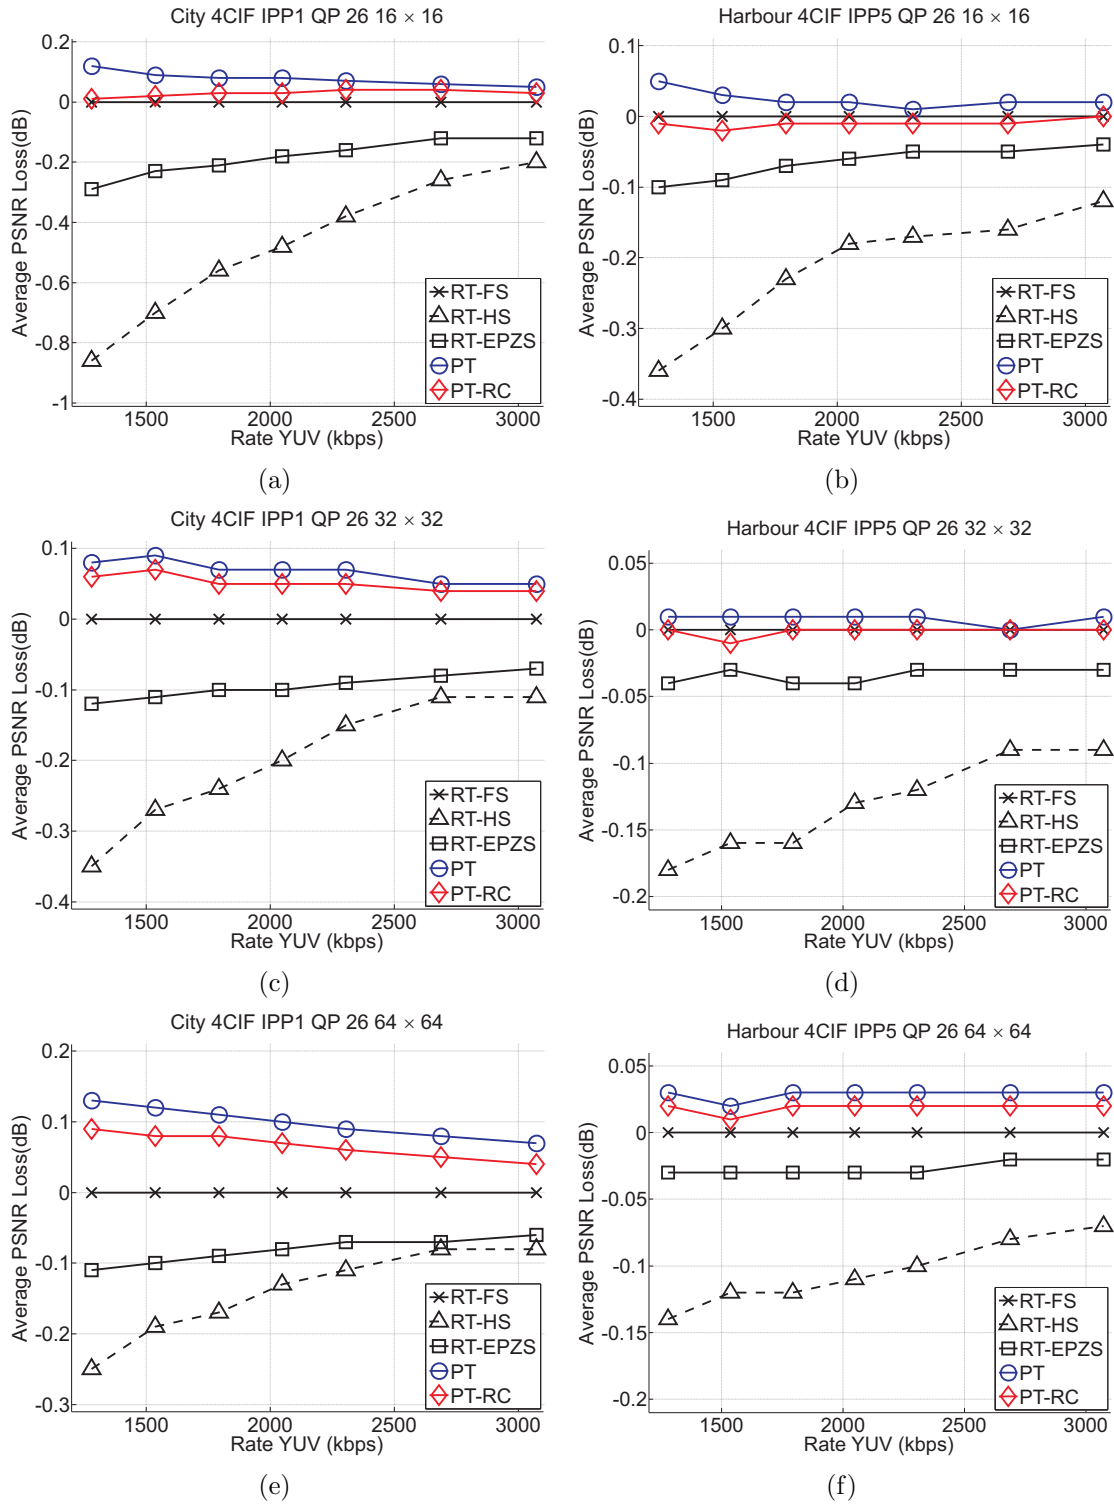 City 4CIF IPP1 QP 26 16 × 16
Average PSNR Loss(dB)
0.2
0
-0.2
-0.4
-0.6
-0.8
-1
1500 2000 2500 3000
Rate YUV (kbps)
RT-FS
RT-HS
RT-EPZS
PT
PT-RC
(a)
Harbour 4CIF IPP5 QP 26 16 × 16
Average PSNR Loss(dB)
0.1
0
-0.1
-0.2
-0.3
-0.4
1500 2000 2500 3000
Rate YUV (kbps)
RT-FS
RT-HS
RT-EPZS
PT
PT-RC
(b)
City 4CIF IPP1 QP 26 32 × 32
Average PSNR Loss(dB)
0.1
0
-0.1
-0.2
-0.3
-0.4
1500 2000 2500 3000
Rate YUV (kbps)
RT-FS
RT-HS
RT-EPZS
PT
PT-RC
(c)
Harbour 4CIF IPP5 QP 26 32 × 32
Average PSNR Loss(dB)
0.05
0
-0.05
-0.1
-0.15
-0.2
1500 2000 2500 3000
Rate YUV (kbps)
RT-FS
RT-HS
RT-EPZS
PT
PT-RC
(d)
City 4CIF IPP1 QP 26 64 × 64
Average PSNR Loss(dB)
0.2
0.1
0
-0.1
-0.2
-0.3
1500 2000 2500 3000
Rate YUV (kbps)
RT-FS
RT-HS
RT-EPZS
PT
PT-RC
(e)
Harbour 4CIF IPP5 QP 26 64 × 64
Average PSNR Loss(dB)
0.05
0
-0.05
-0.1
-0.15
-0.2
1500 2000 2500 3000
Rate YUV (kbps)
RT-FS
RT-HS
RT-EPZS
PT
PT-RC
(f)